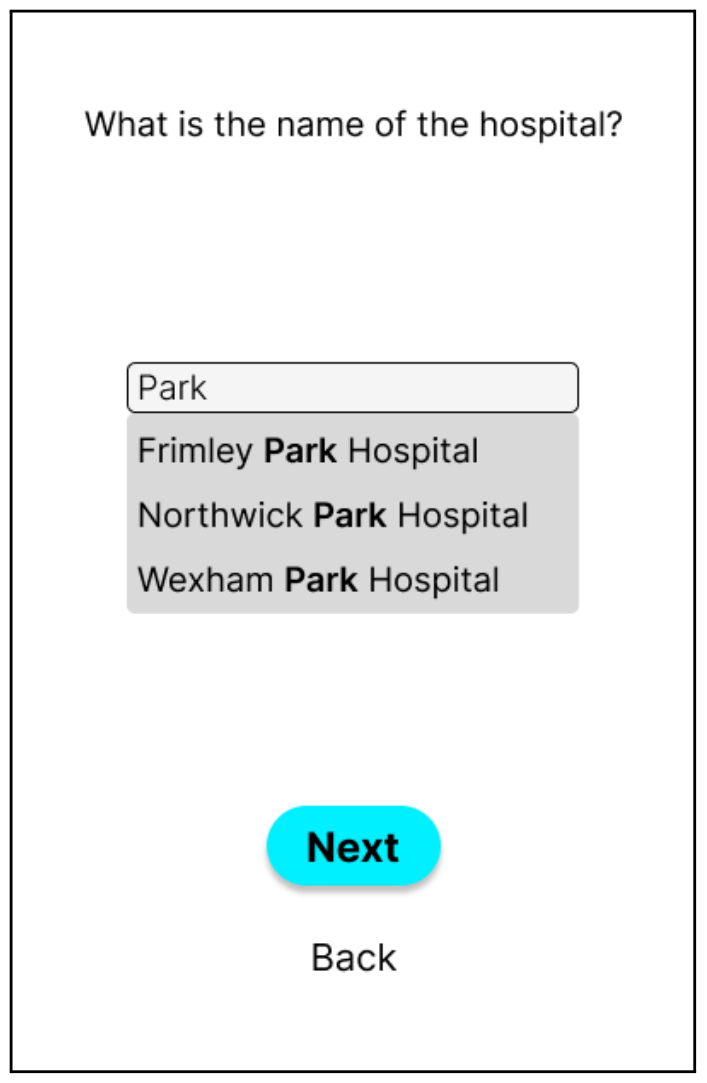 What is the name of the hospital?
Park
Frimley Park Hospital
Northwick Park Hospital
Wexham Park Hospital
Next
Back